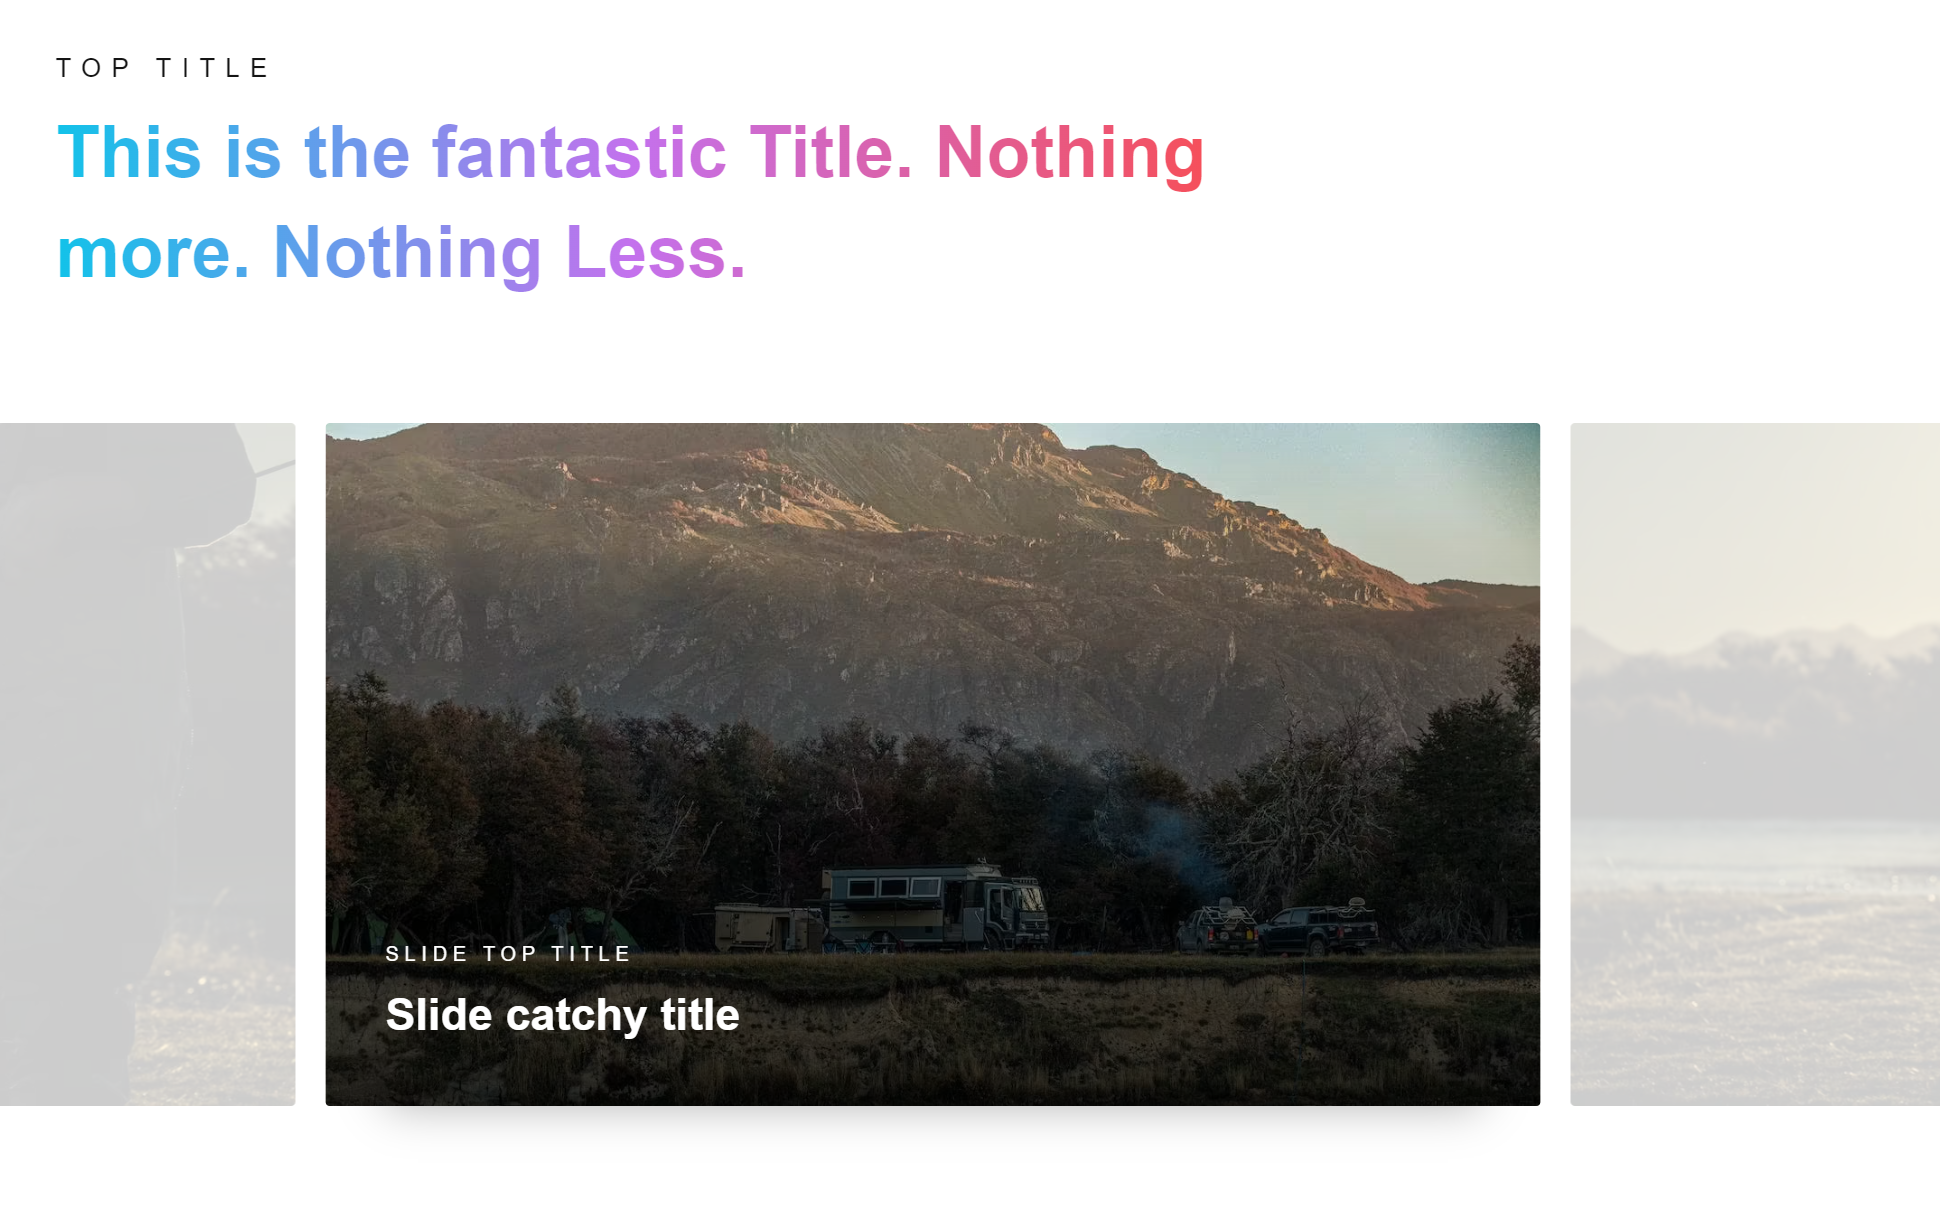 TOP TITLE
This is the fantastic Title. Nothing
more. Nothing Less.
SLIDE TOP TITLE
Slide catchy title